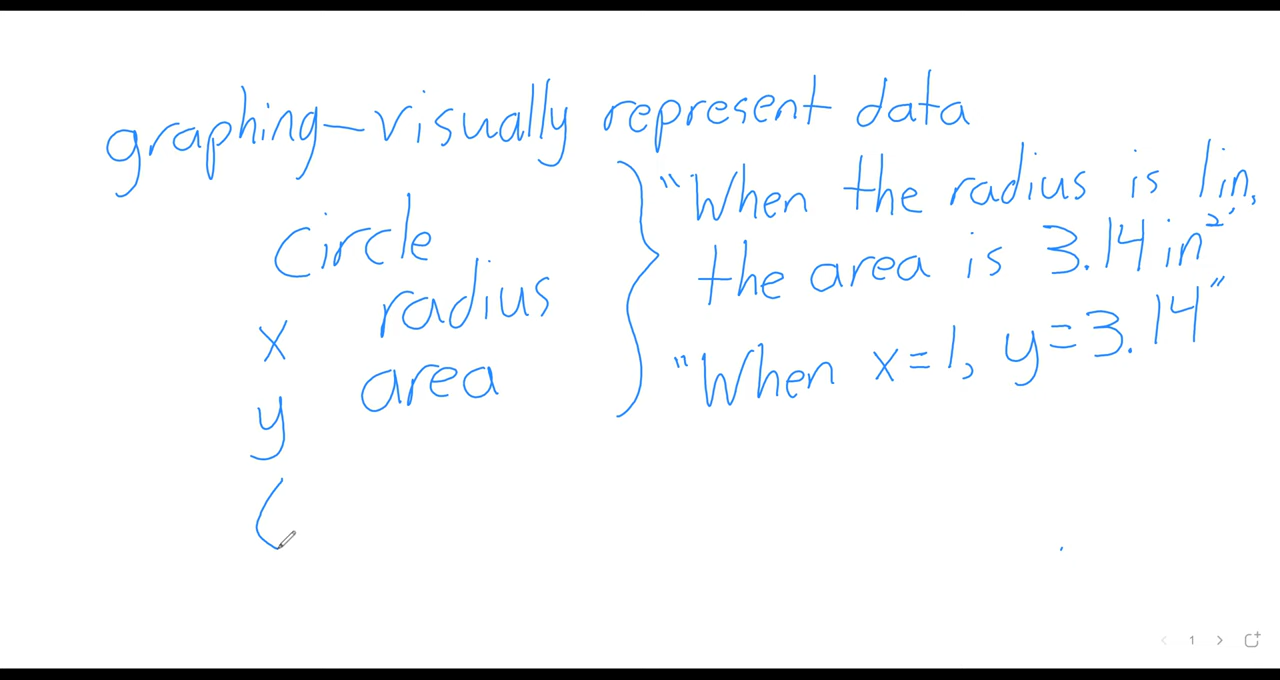 graphing—visually represent data
circle
radius
x
area
y
(
"When the radius is 1in,
the area is 3.14 in²"
"When x=1, y=3.14"
1